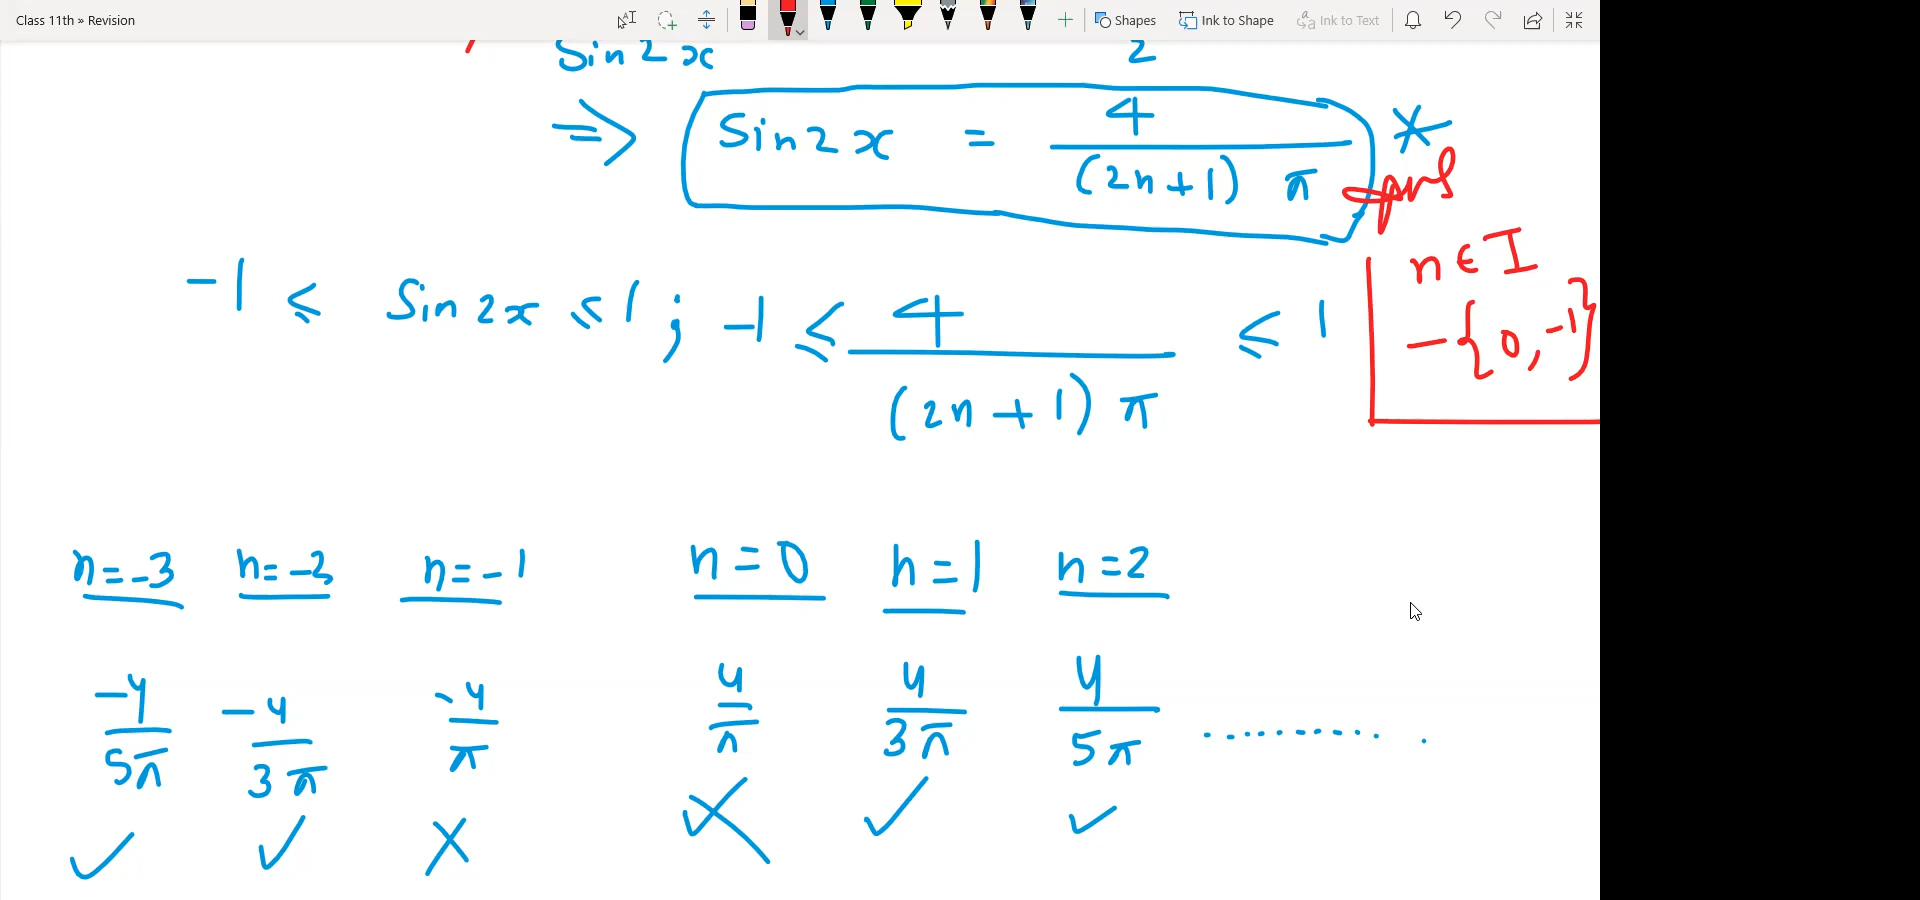 Class 11th » Revision
Shapes Ink to Shape Ink to Text
Sin 2x 2
⇒ Sin 2x = 4 / (2n+1) π *
n ∈ I
- {0, -1}
-1 ≤ Sin 2x ≤ 1 ; -1 ≤ 4 / (2n+1) π ≤ 1
n=-3 n=-2 n=-1 n=0 n=1 n=2
-4/5π -4/3π -4/π 4/π 4/3π 4/5π ..............
✓ ✓ X X ✓ ✓